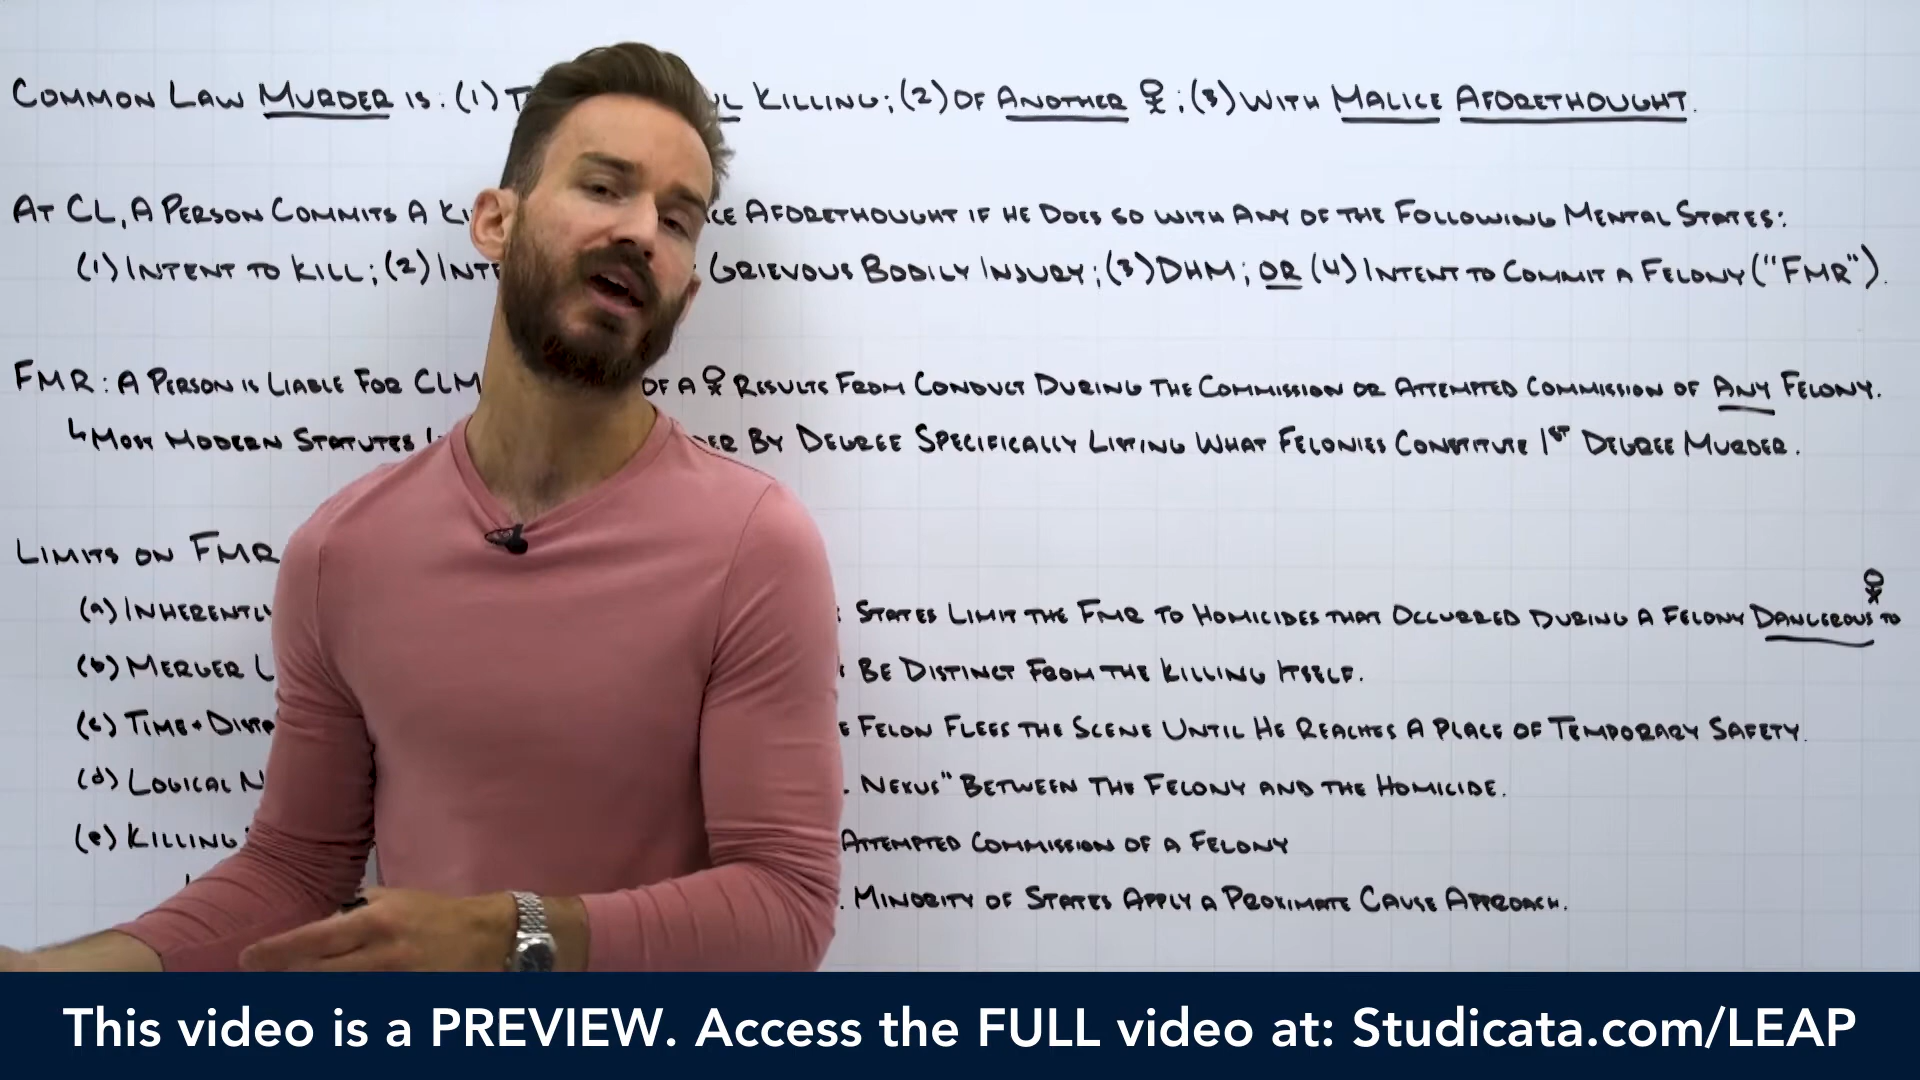 COMMON LAW MURDER IS: (1) KILLING; (2) OF ANOTHER ; (3) WITH MALICE AFORETHOUGHT.
AT CL, A PERSON COMMITS A AFORETHOUGHT IF HE DOES SO WITH ANY OF THE FOLLOWING MENTAL STATES:
(1) INTENT TO KILL; (2) GRIEVOUS BODILY INJURY; (3) DHM; OR (4) INTENT TO COMMIT A FELONY ("FMR").
FMR: A PERSON IS LIABLE FOR CLM OF A RESULTS FROM CONDUCT DURING THE COMMISSION OR ATTEMPTED COMMISSION OF ANY FELONY.
↳ MOST MODERN STATUTES BY DEGREE SPECIFICALLY LISTING WHAT FELONIES CONSTITUTE 1ST DEGREE MURDER.
LIMITS ON FMR
(a) INHERENTLY : STATES LIMIT THE FMR TO HOMICIDES THAT OCCURRED DURING A FELONY DANGEROUS TO
(b) MERGER BE DISTINCT FROM THE KILLING ITSELF.
(c) TIME + FELON FLEES THE SCENE UNTIL HE REACHES A PLACE OF TEMPORARY SAFETY.
(d) LOGICAL NEXUS" BETWEEN THE FELONY AND THE HOMICIDE.
(e) KILLING ATTEMPTED COMMISSION OF A FELONY
. MINORITY OF STATES APPLY A PROXIMATE CAUSE APPROACH.
This video is a PREVIEW. Access the FULL video at: Studicata.com/LEAP